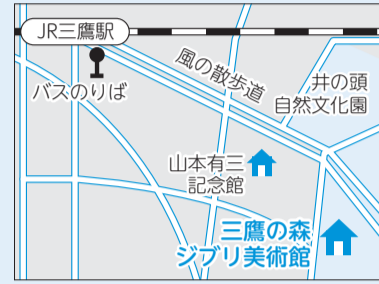 JR三鷹駅
バスのりば
風の散歩道
井の頭
自然文化園
山本有三
記念館
三鷹の森
ジブリ美術館